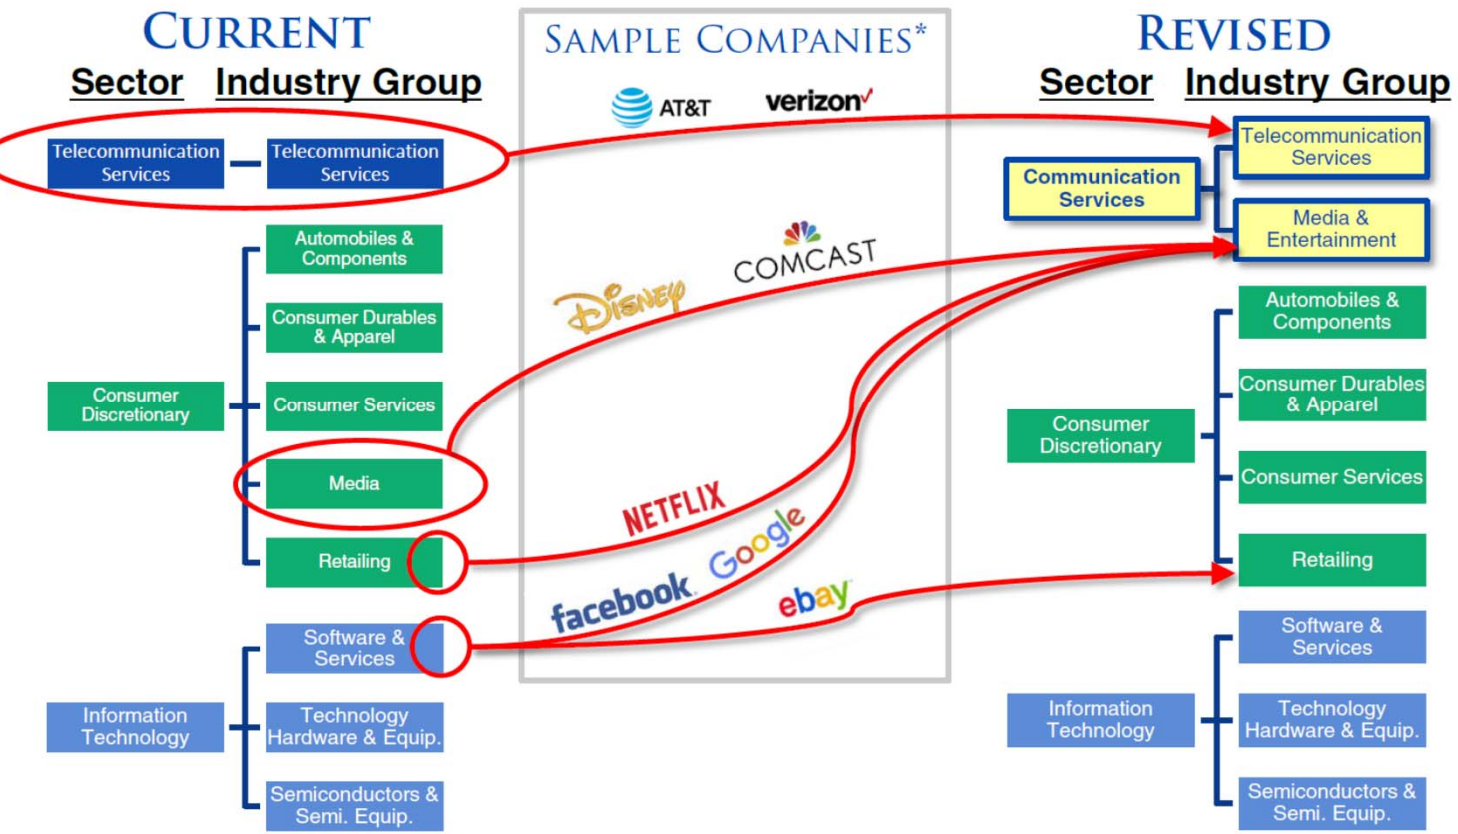 CURRENT
Sector Industry Group
Telecommunication
Services
Telecommunication
Services
Automobiles &
Components
Consumer Durables
& Apparel
Consumer
Discretionary
Consumer Services
Media
Retailing
Software &
Services
Information
Technology
Technology
Hardware & Equip.
Semiconductors &
Semi. Equip.
SAMPLE COMPANIES*
AT&T
verizon
COMCAST
Disney
NETFLIX
Google
facebook
ebay
REVISED
Sector Industry Group
Communication
Services
Telecommunication
Services
Media &
Entertainment
Automobiles &
Components
Consumer Durables
& Apparel
Consumer
Discretionary
Consumer Services
Retailing
Software &
Services
Information
Technology
Technology
Hardware & Equip.
Semiconductors &
Semi. Equip.